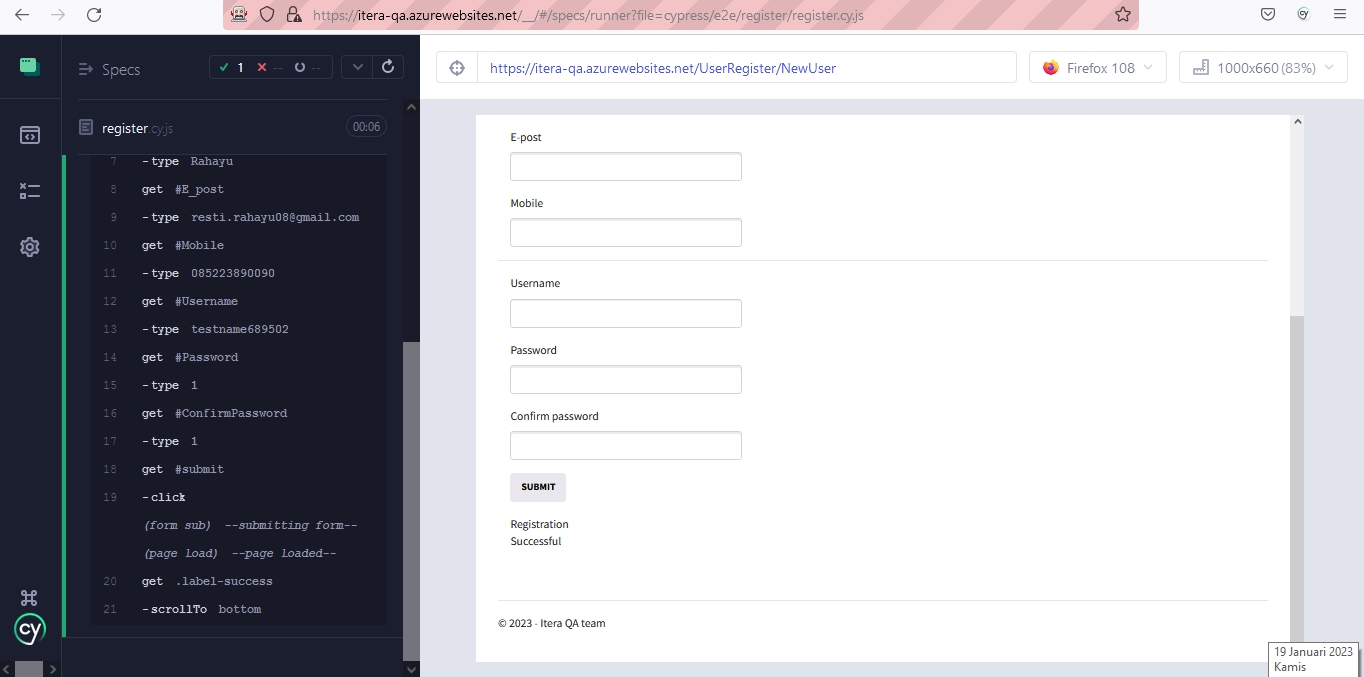 https://itera-qa.azurewebsites.net/__/#/specs/runner?file=cypress/e2e/register/register.cy.js
Specs
1 -- --
register.cy.js 00:06
7 -type Rahayu
8 get #E_post
9 -type resti.rahayu08@gmail.com
10 get #Mobile
11 -type 085223890090
12 get #Username
13 -type testname689502
14 get #Password
15 -type 1
16 get #ConfirmPassword
17 -type 1
18 get #submit
19 -click
(form sub) --submitting form--
(page load) --page loaded--
20 get .label-success
21 -scrollTo bottom
cy
https://itera-qa.azurewebsites.net/UserRegister/NewUser
Firefox 108
1000x660 (83%)
E-post
Mobile
Username
Password
Confirm password
SUBMIT
Registration
Successful
© 2023 - Itera QA team
19 Januari 2023
Kamis